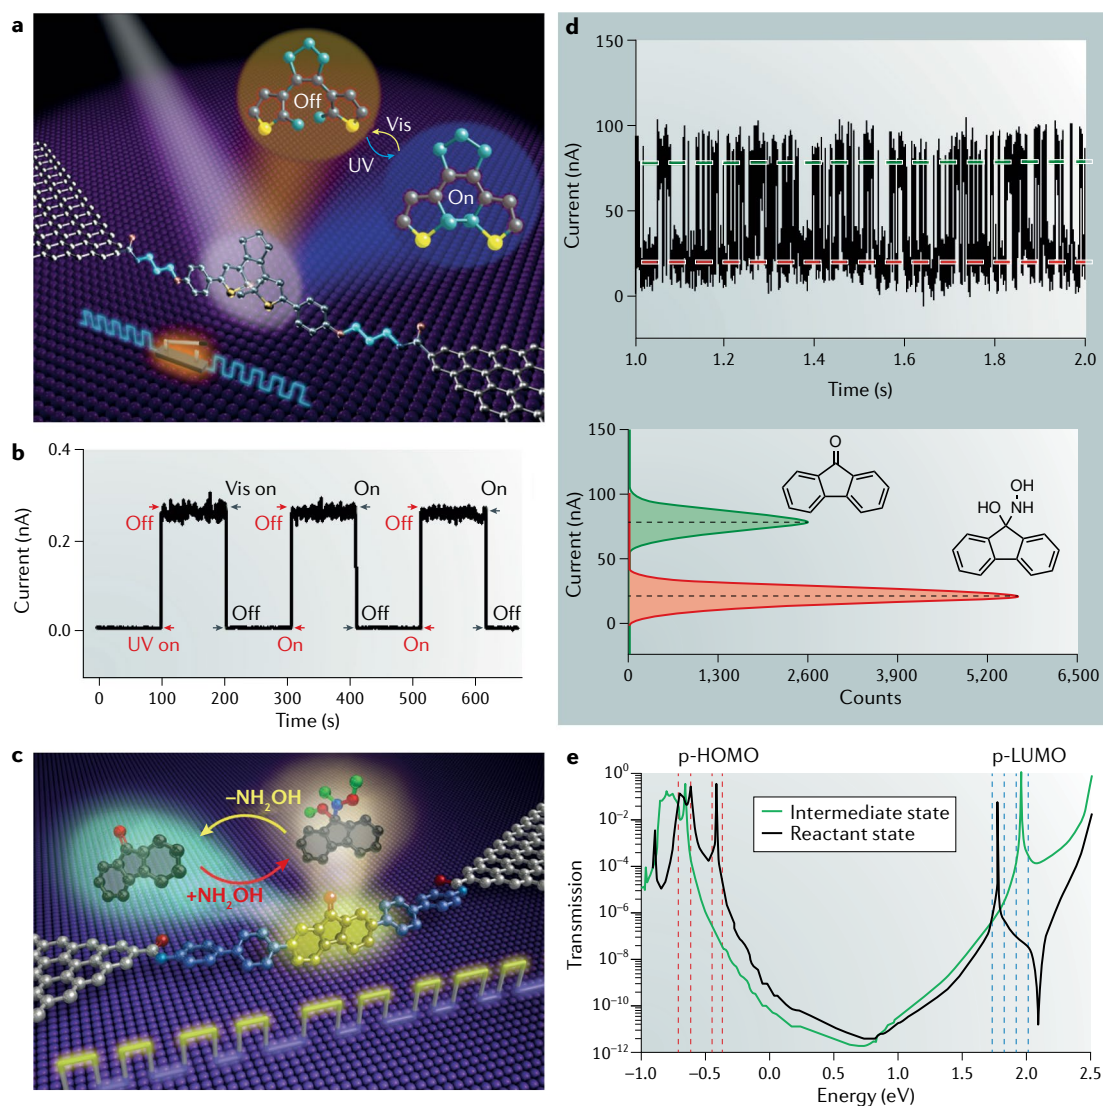 a
Off
Vis
UV
On
b
0.4
0.2
0.0
Current (nA)
Vis on
On
On
Off
Off
Off
Off
Off
Off
UV on
On
On
0
100
200
300
400
500
600
Time (s)
c
–NH2OH
+NH2OH
d
150
100
50
0
Current (nA)
1.0
1.2
1.4
1.6
1.8
2.0
Time (s)
150
100
50
0
Current (nA)
O
OH
HO
NH
0
1,300
2,600
3,900
5,200
6,500
Counts
e
p-HOMO
p-LUMO
10^0
10^–2
10^–4
10^–6
10^–8
10^–10
10^–12
Transmission
Intermediate state
Reactant state
–1.0
–0.5
0.0
0.5
1.0
1.5
2.0
2.5
Energy (eV)